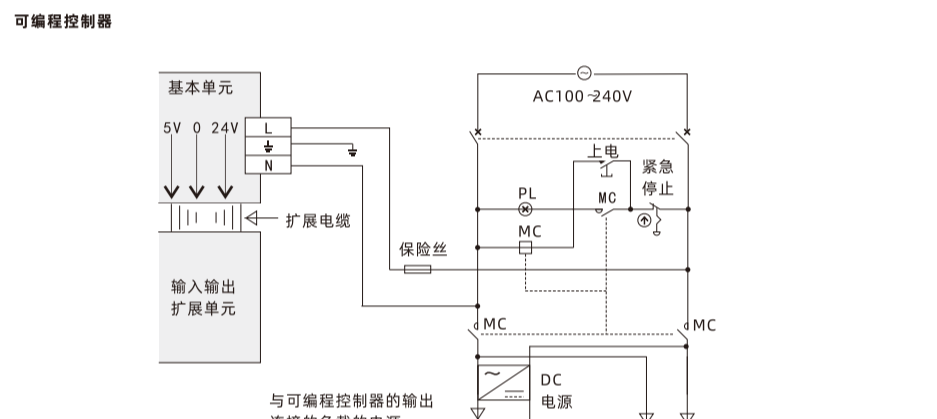 可编程控制器
基本单元
AC100~240V
5V 0 24V
L
N
上电
紧急
停止
PL
MC
MC
扩展电缆
保险丝
输入输出
扩展单元
MC
MC
DC
电源
与可编程控制器的输出